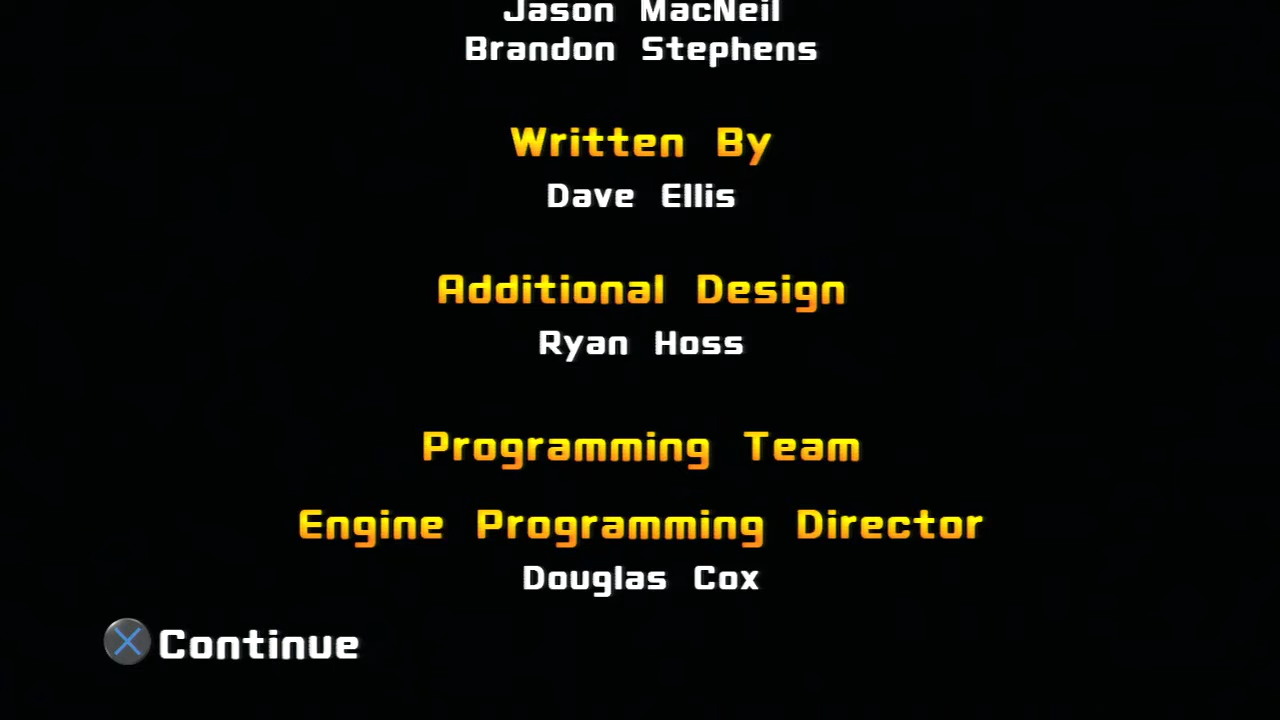 Jason MacNeil
Brandon Stephens
Written By
Dave Ellis
Additional Design
Ryan Hoss
Programming Team
Engine Programming Director
Douglas Cox
Continue